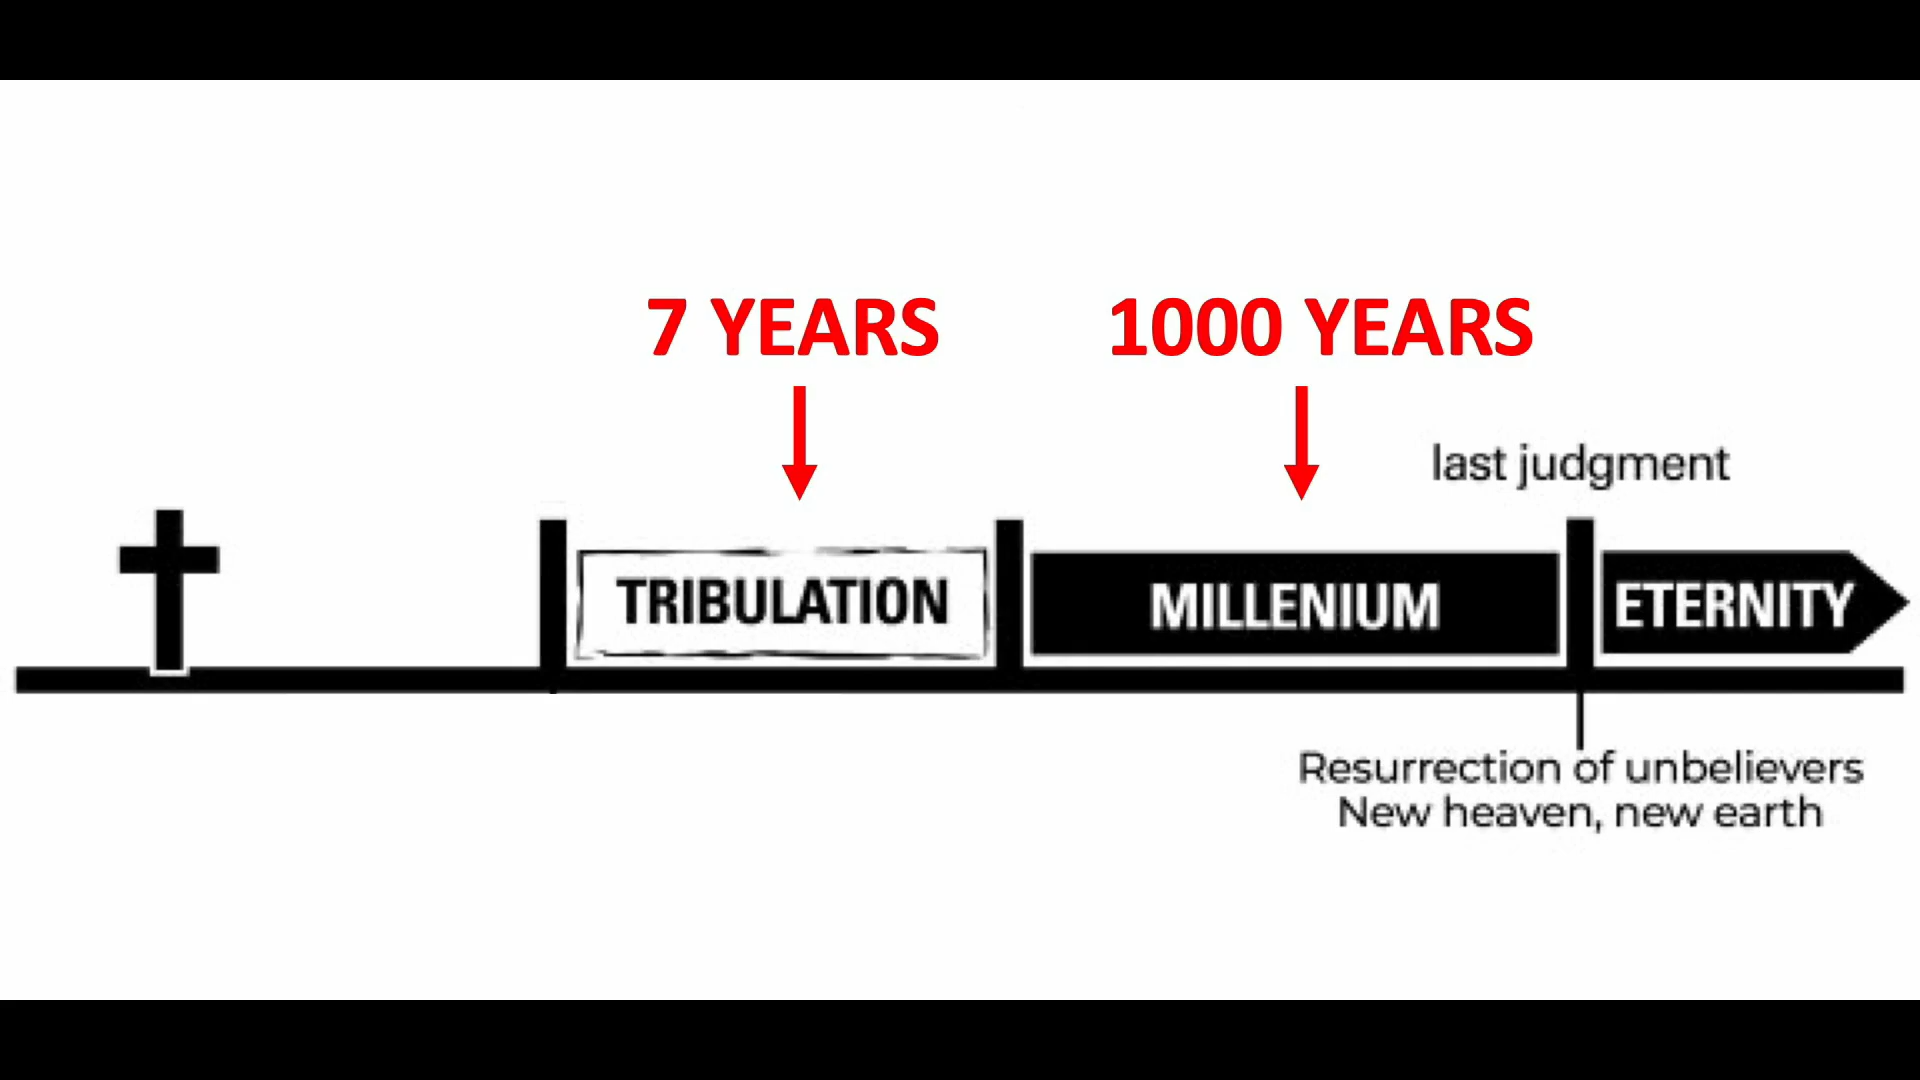 7 YEARS
1000 YEARS
last judgment
TRIBULATION
MILLENIUM
ETERNITY
Resurrection of unbelievers
New heaven, new earth